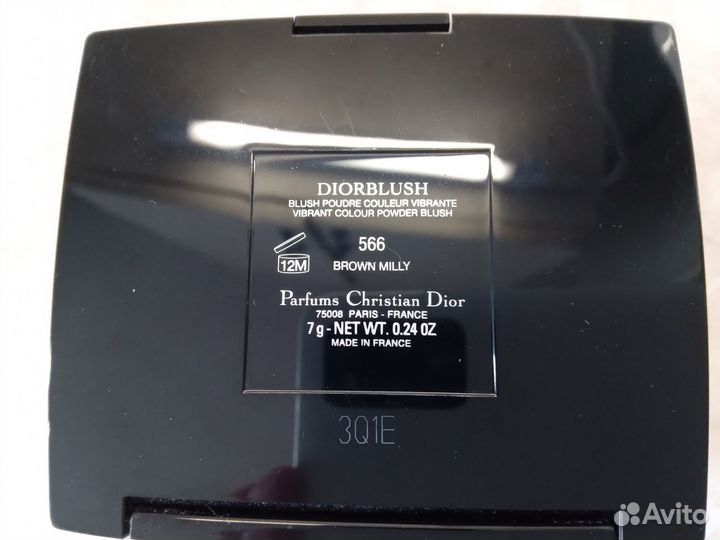 DIORBLUSH
BLUSH POUDRE COULEUR VIBRANTE
VIBRANT COLOUR POWDER BLUSH
566
12M
BROWN MILLY
Parfums Christian Dior
75008 PARIS - FRANCE
7 g - NET WT. 0.24 OZ
MADE IN FRANCE
3Q1E
Avito